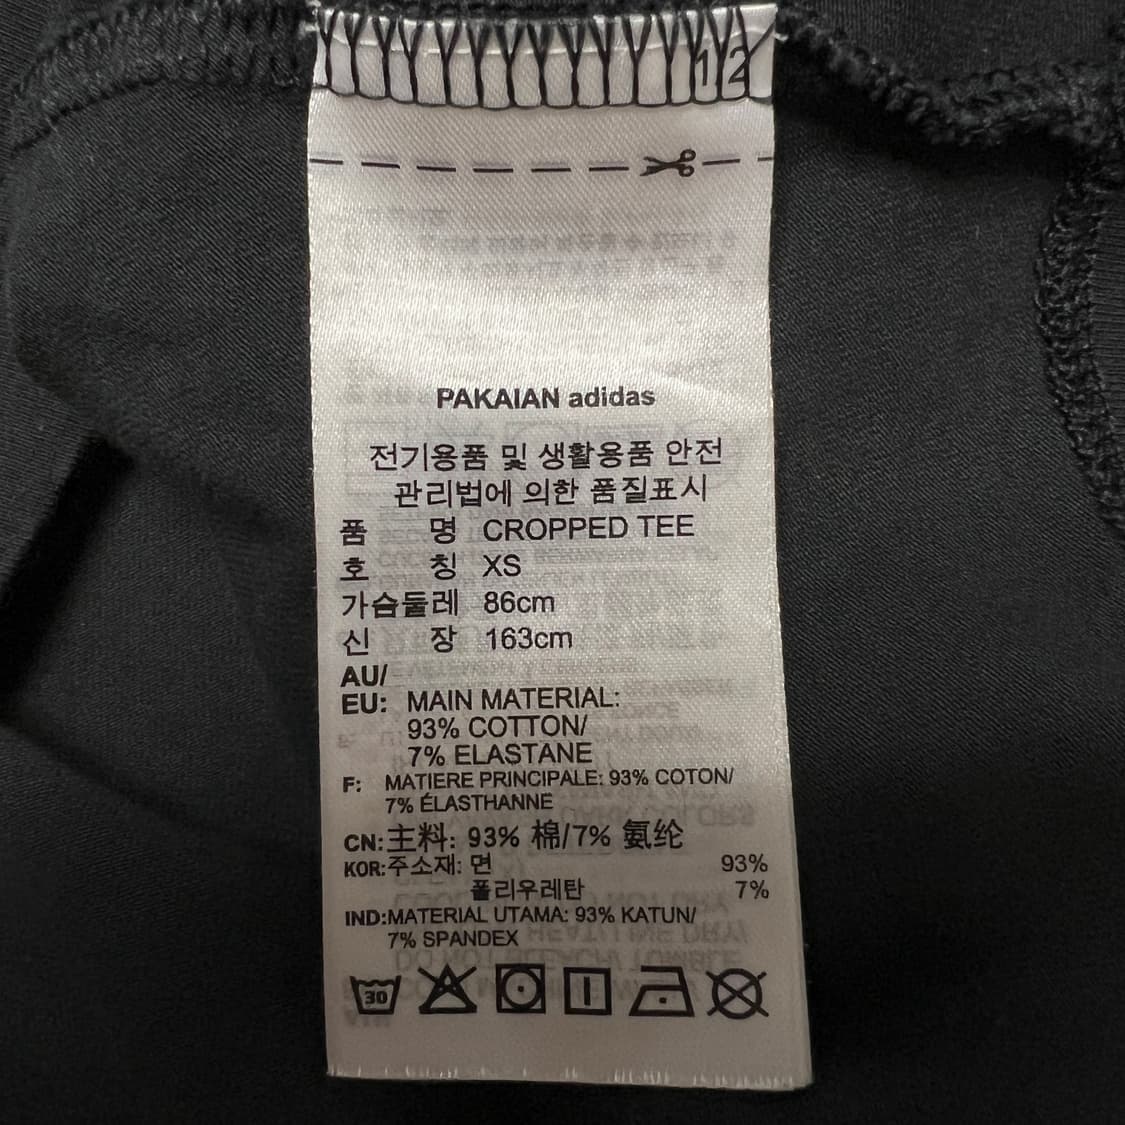 12
PAKAIAN adidas
전기용품 및 생활용품 안전
관리법에 의한 품질표시
품 명 CROPPED TEE
호 칭 XS
가슴둘레 86cm
신 장 163cm
AU/
EU: MAIN MATERIAL:
93% COTTON/
7% ELASTANE
F: MATIERE PRINCIPALE: 93% COTON/
7% ÉLASTHANNE
CN:主料: 93% 棉/7% 氨纶
KOR:주소재: 면 93%
폴리우레탄 7%
IND:MATERIAL UTAMA: 93% KATUN/
7% SPANDEX
30